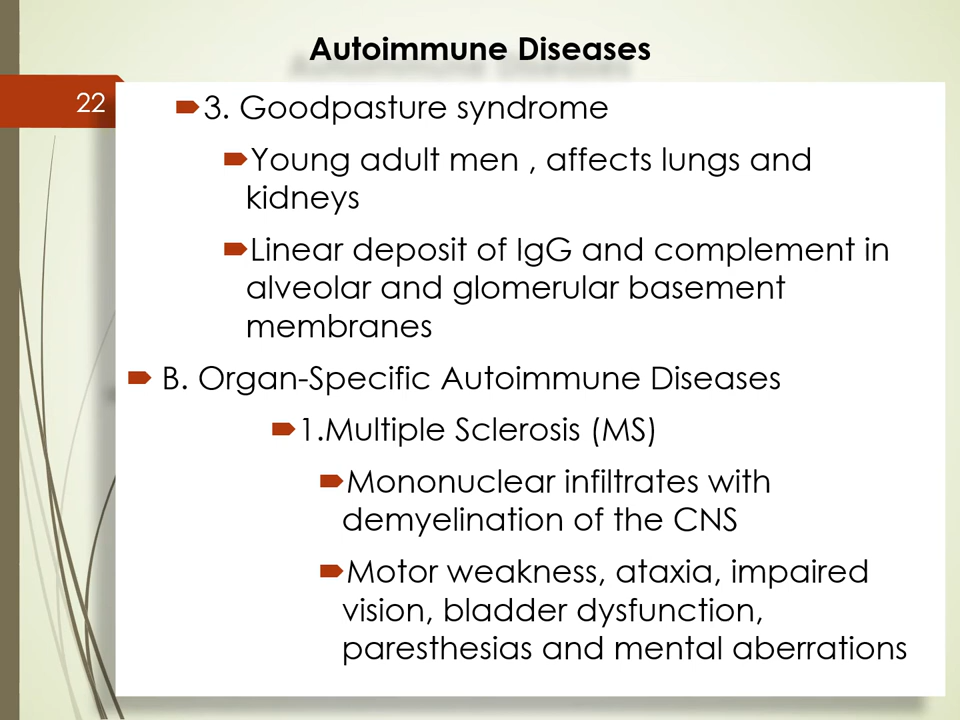 Autoimmune Diseases
22
3. Goodpasture syndrome
Young adult men , affects lungs and
kidneys
Linear deposit of IgG and complement in
alveolar and glomerular basement
membranes
B. Organ-Specific Autoimmune Diseases
1.Multiple Sclerosis (MS)
Mononuclear infiltrates with
demyelination of the CNS
Motor weakness, ataxia, impaired
vision, bladder dysfunction,
paresthesias and mental aberrations